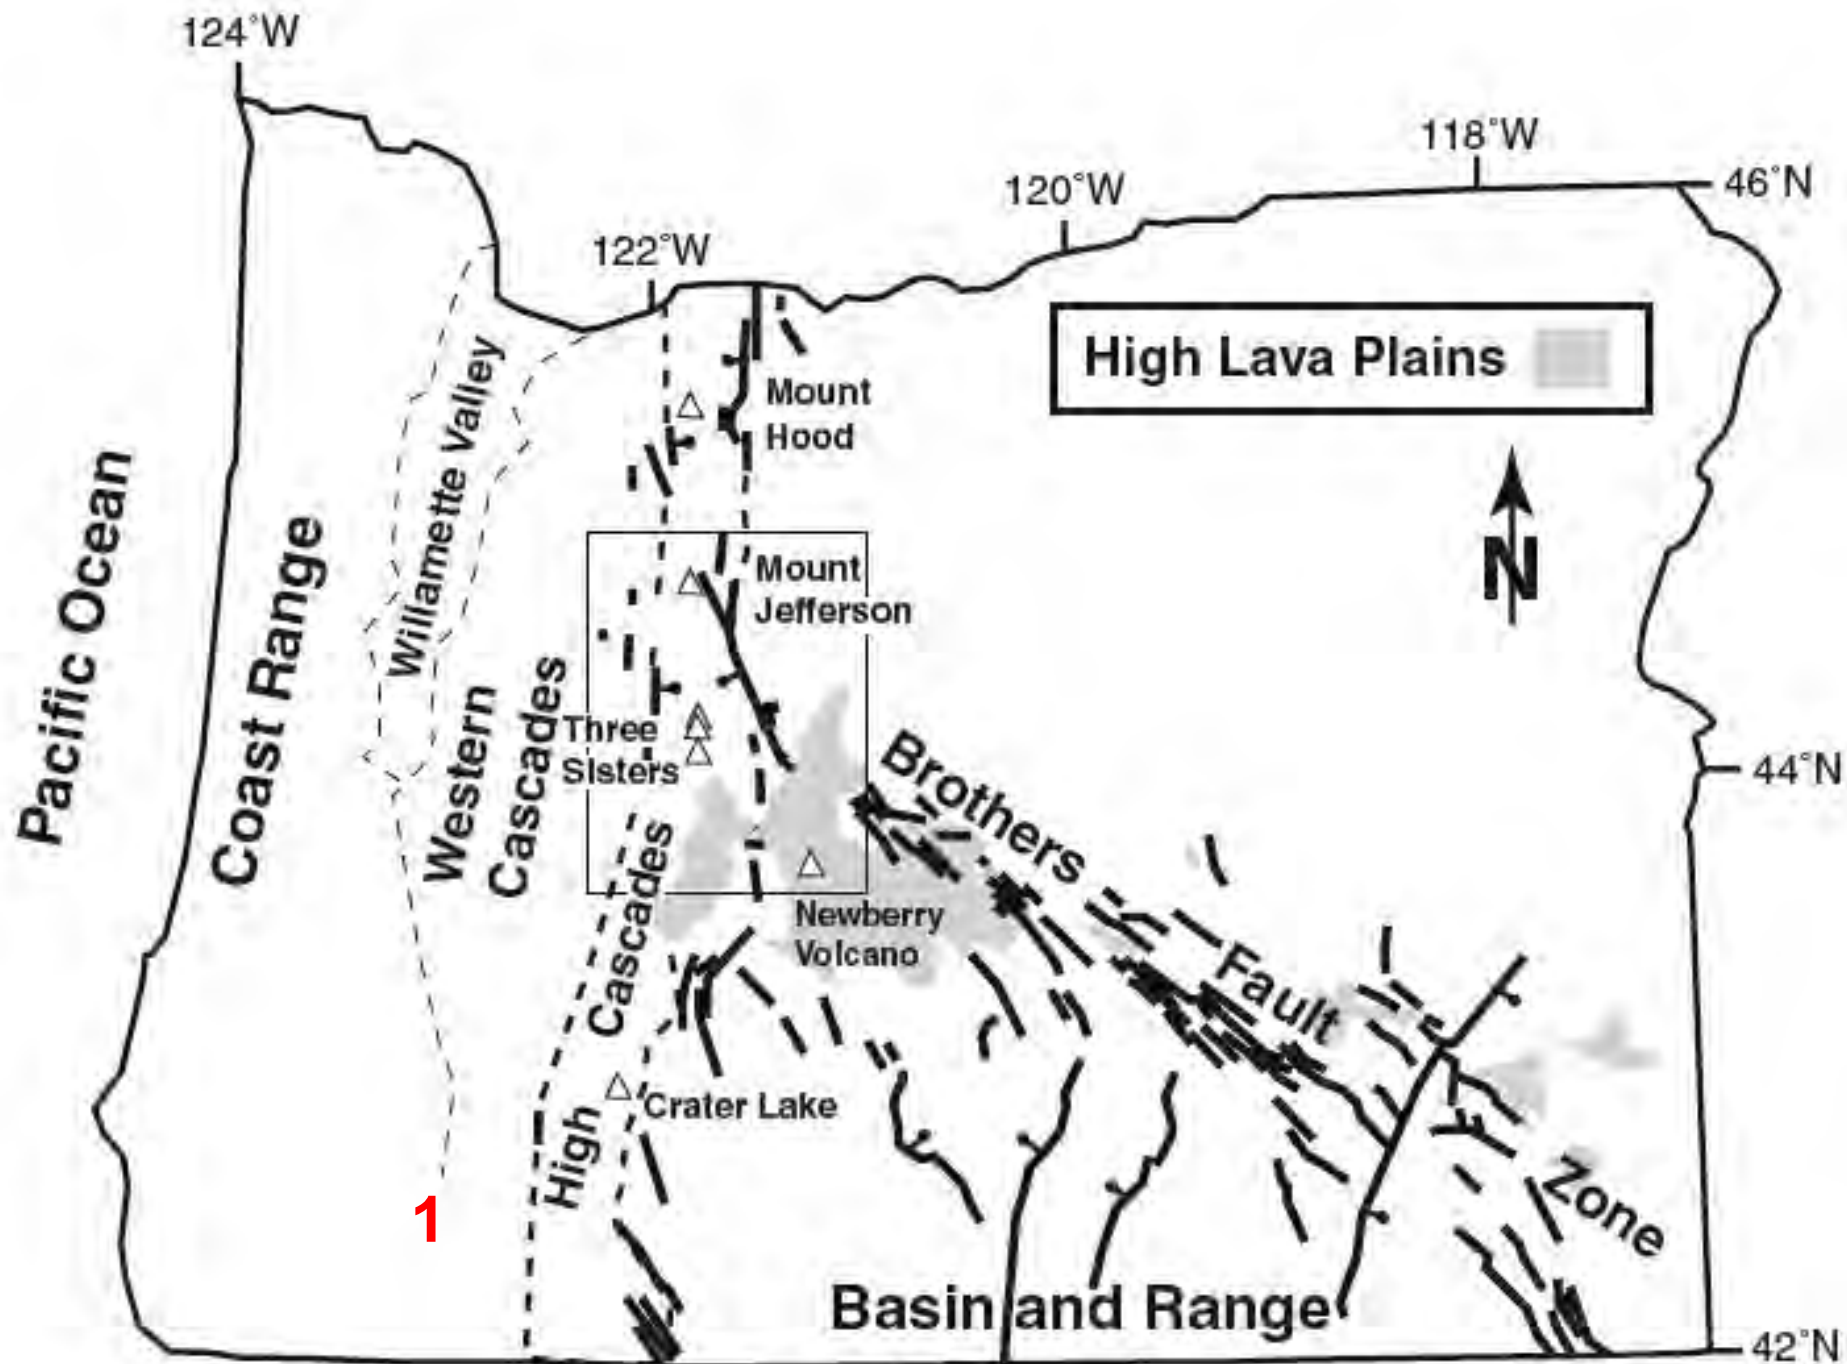 124°W
118°W
46°N
120°W
122°W
High Lava Plains
Mount
Hood
Willamette Valley
Pacific Ocean
Coast Range
N
Mount
Jefferson
Western
Cascades
Three
Sisters
44°N
Brothers
Fault
Zone
High
Cascades
Newberry
Volcano
Crater Lake
1
Basin and Range
42°N